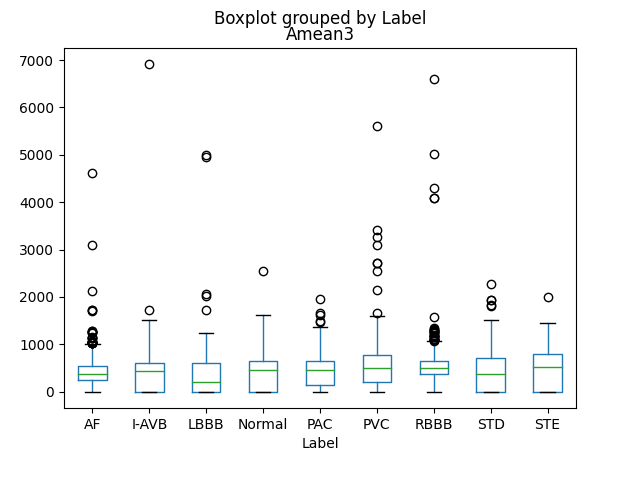 Boxplot grouped by Label
Amean3
7000
6000
5000
4000
3000
2000
1000
0
AF I-AVB LBBB Normal PAC PVC RBBB STD STE
Label